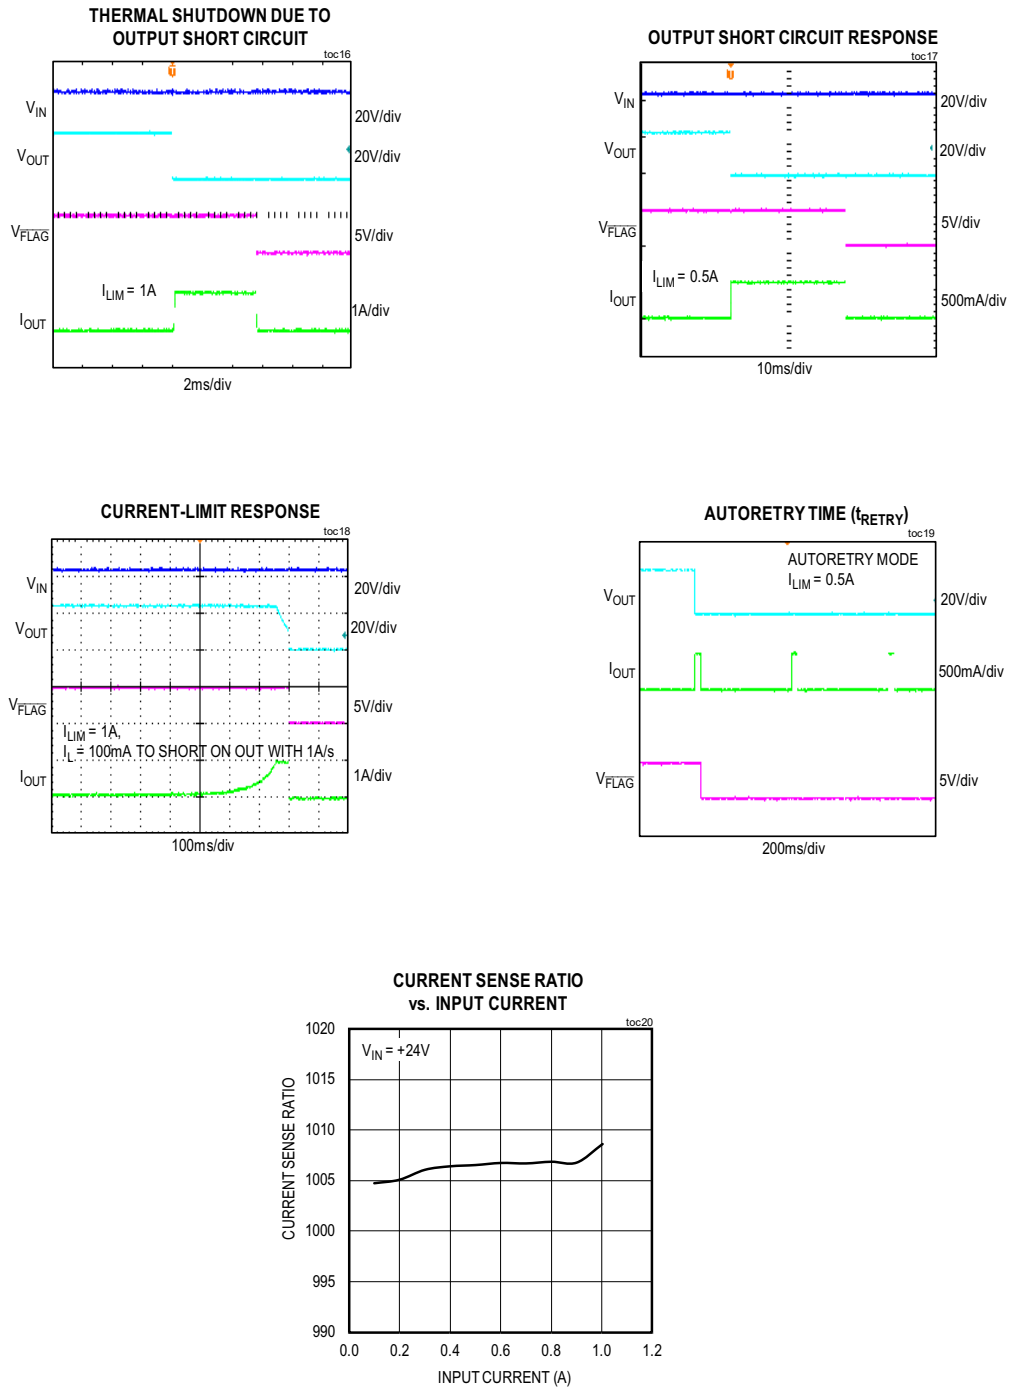 THERMAL SHUTDOWN DUE TO
OUTPUT SHORT CIRCUIT
toc16
T
VIN
20V/div
VOUT
20V/div
VFLAG
5V/div
ILIM = 1A
IOUT
1A/div
2ms/div
OUTPUT SHORT CIRCUIT RESPONSE
toc17
VIN
20V/div
VOUT
20V/div
VFLAG
5V/div
ILIM = 0.5A
IOUT
500mA/div
10ms/div
CURRENT-LIMIT RESPONSE
toc18
VIN
20V/div
VOUT
20V/div
VFLAG
5V/div
ILIM = 1A,
IL = 100mA TO SHORT ON OUT WITH 1A/s
IOUT
1A/div
100ms/div
AUTORETRY TIME (tRETRY)
toc19
AUTORETRY MODE
ILIM = 0.5A
VOUT
20V/div
IOUT
500mA/div
VFLAG
5V/div
200ms/div
CURRENT SENSE RATIO
vs. INPUT CURRENT
toc20
VIN = +24V
CURRENT SENSE RATIO
1020
1015
1010
1005
1000
995
990
0.0 0.2 0.4 0.6 0.8 1.0 1.2
INPUT CURRENT (A)